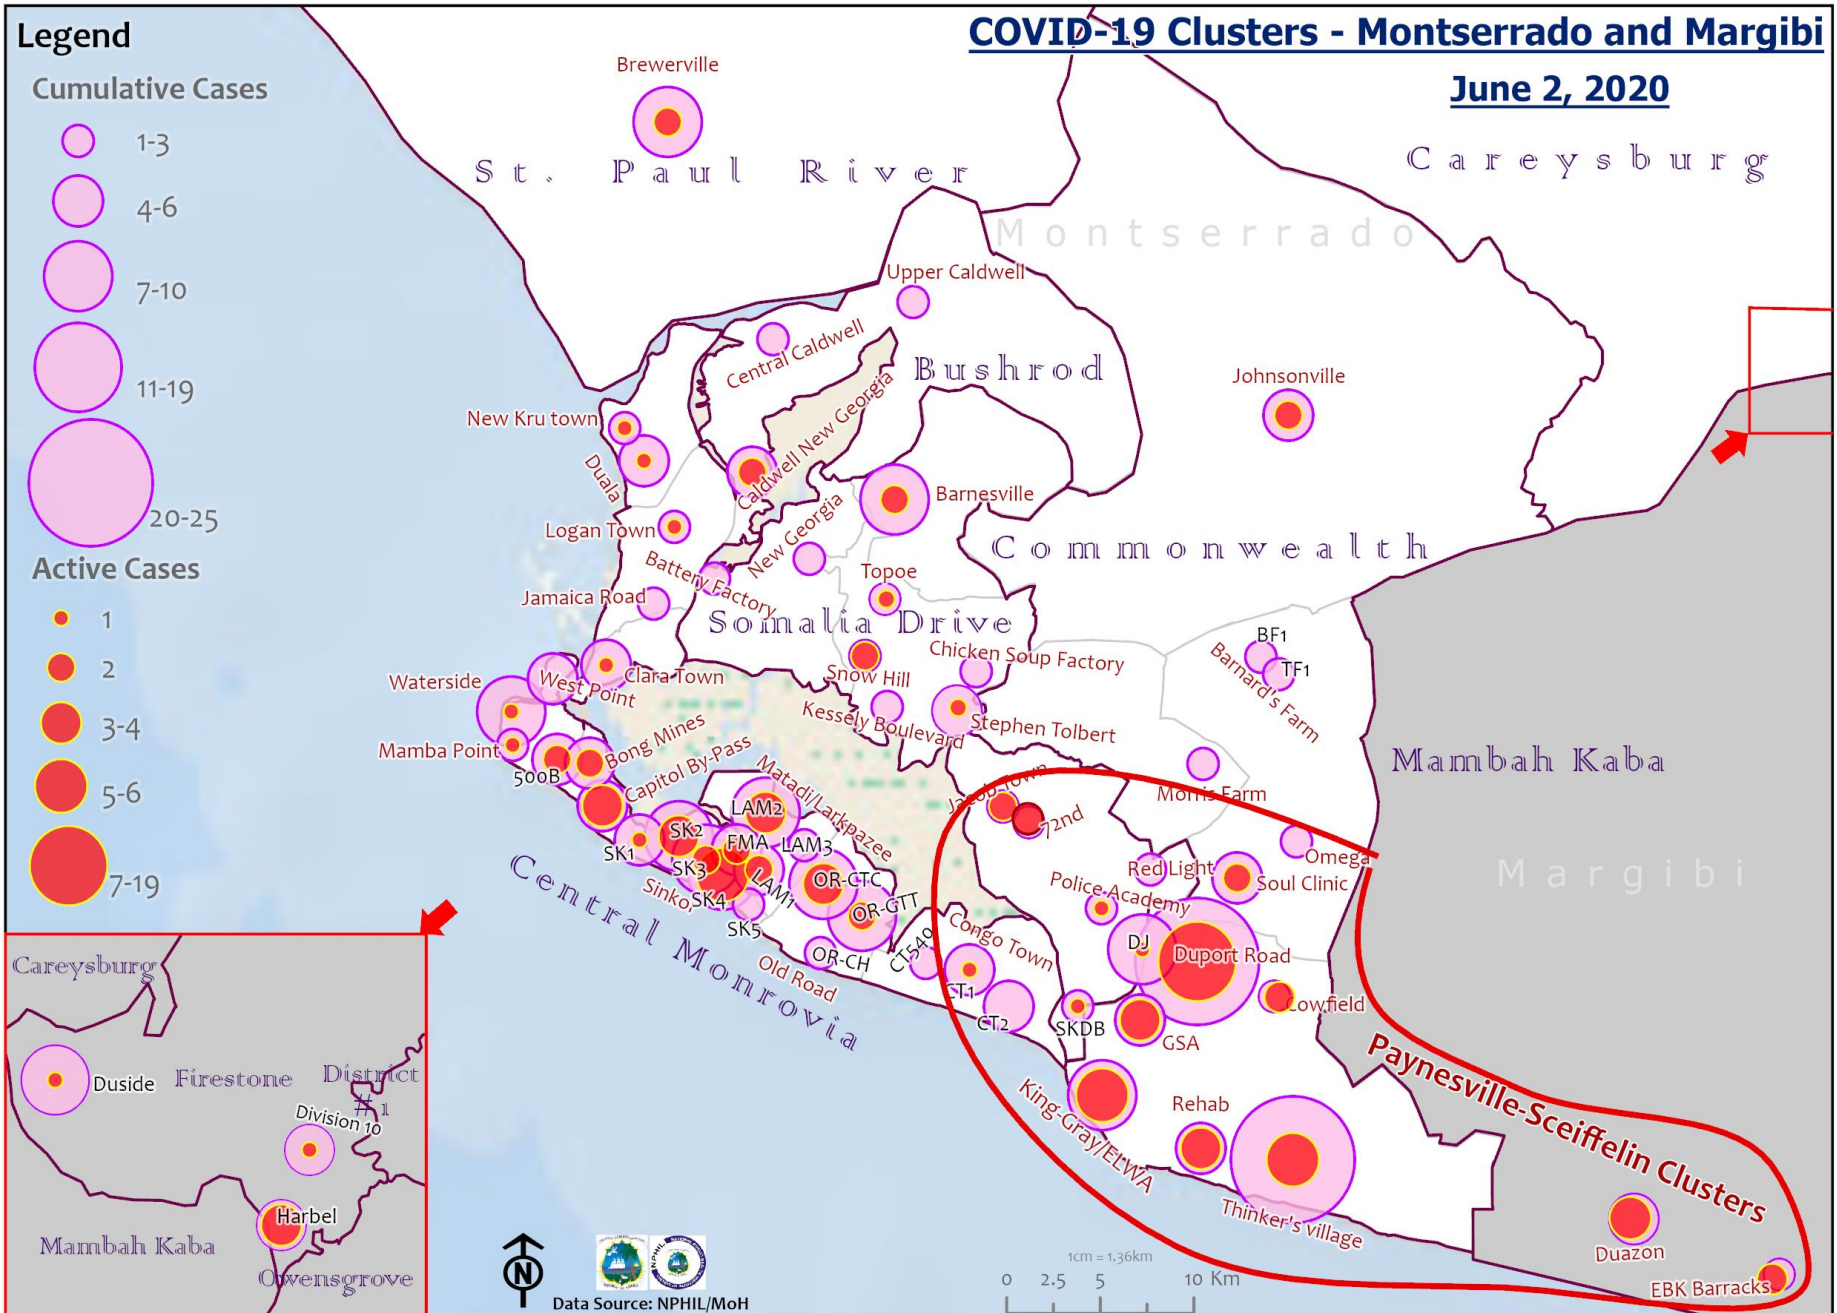 Legend
COVID-19 Clusters - Montserrado and Margibi
June 2, 2020
Cumulative Cases
1-3
4-6
7-10
11-19
20-25
Active Cases
1
2
3-4
5-6
7-19
Brewerville
St. Paul River
Careysburg
Montserrado
Upper Caldwell
Central Caldwell
Bushrod
Johnsonville
New Kru town
Duala
Caldwell New Georgia
Barnesville
Logan Town
New Georgia
Commonwealth
Battery Factory
Topoe
Jamaica Road
Somalia Drive
BF1
TF1
Barnard's Farm
Chicken Soup Factory
Snow Hill
Clara Town
West Point
Waterside
Kessely Boulevard
Stephen Tolbert
Mamba Point
Bong Mines
500B
Capitol By-Pass
Matadi/Larkpazee
Mambah Kaba
Jacob Town
72nd
Morris Farm
LAM2
SK2
SK1
FMA
LAM3
SK3
Omega
Red Light
Soul Clinic
OR-CTC
LAM1
Sinkor
SK4
Police Academy
Margibi
OR-GTT
SK5
Central Monrovia
CT540
Congo Town
DJ
Duport Road
OR-CH
Old Road
CT1
CT2
SKDB
Cowfield
GSA
Paynesville-Sceiffelin Clusters
King-Gray/ELWA
Rehab
Thinker's village
Duazon
EBK Barracks
Careysburg
Duside
Firestone
District
#1
Division 10
Harbel
Mambah Kaba
Owensgrove
N
NPHIL
Data Source: NPHIL/MoH
1cm = 1.36km
0 2.5 5 10 Km